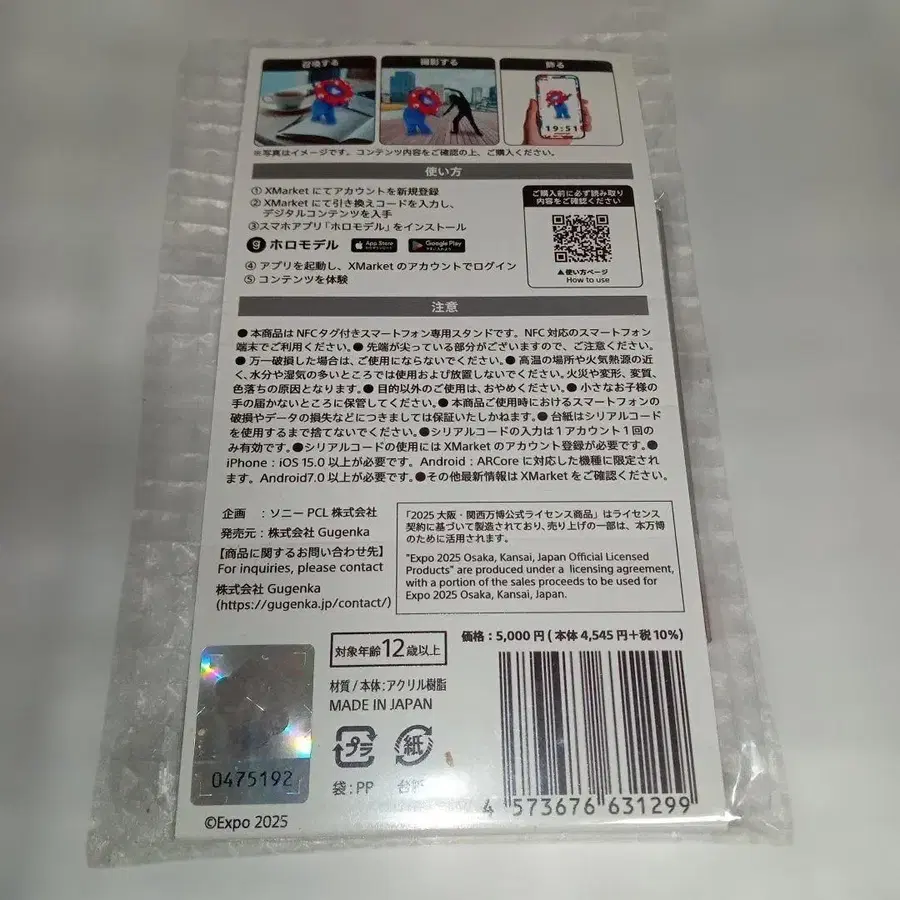 召喚する
撮影する
飾る
19:51
※写真はイメージです。コンテンツ内容をご確認の上、ご購入ください。
使い方
① XMarket にてアカウントを新規登録
② XMarket にて引き換えコードを入力し、
デジタルコンテンツを入手
③スマホアプリ「ホロモデル」をインストール
g ホロモデル
App Store
Google Play
④ アプリを起動し、XMarket のアカウントでログイン
⑤ コンテンツを体験
ご購入前に必ず読み取り
内容をご確認ください
▲使い方ページ
How to use
注意
● 本商品は NFCタグ付きスマートフォン専用スタンドです。NFC 対応のスマートフォン
端末でご利用ください。● 先端が尖っている部分がございますので、ご注意ください。
● 万一破損した場合は、ご使用にならないでください。● 高温の場所や火気熱源の近
く、水分や湿気の多いところでは使用および放置しないでください。火災や変形、変質、
色落ちの原因となります。● 目的以外のご使用は、おやめください。● 小さなお子様の
手の届かないところに保管してください。● 本商品ご使用時におけるスマートフォンの
破損やデータの損失などにつきましては保証いたしかねます。● 台紙はシリアルコード
を使用するまで捨てないでください。●シリアルコードの入力は 1 アカウント 1 回の
み有効です。●シリアルコードの使用には XMarket のアカウント登録が必要です。●
iPhone：iOS 15.0 以上が必要です。Android：ARCore に対応した機種に限定され
ます。Android7.0 以上が必要です。●その他最新情報は XMarket をご確認ください。
企画　：ソニー PCL 株式会社
発売元：株式会社 Gugenka
【商品に関するお問い合わせ先】
For inquiries, please contact
株式会社 Gugenka
(https://gugenka.jp/contact/)
「2025 大阪・関西万博公式ライセンス商品」はライセンス
契約に基づいて製造されており、売り上げの一部は、本万博
のために活用されます。
"Expo 2025 Osaka, Kansai, Japan Official Licensed
Products" are produced under a licensing agreement,
with a portion of the sales proceeds to be used for
Expo 2025 Osaka, Kansai, Japan.
対象年齢12歳以上
価格：5,000 円 ( 本体 4,545 円＋税 10%)
材質 / 本体：アクリル樹脂
MADE IN JAPAN
プラ
紙
袋：PP
台紙
0475192
©Expo 2025
4 573676 631299